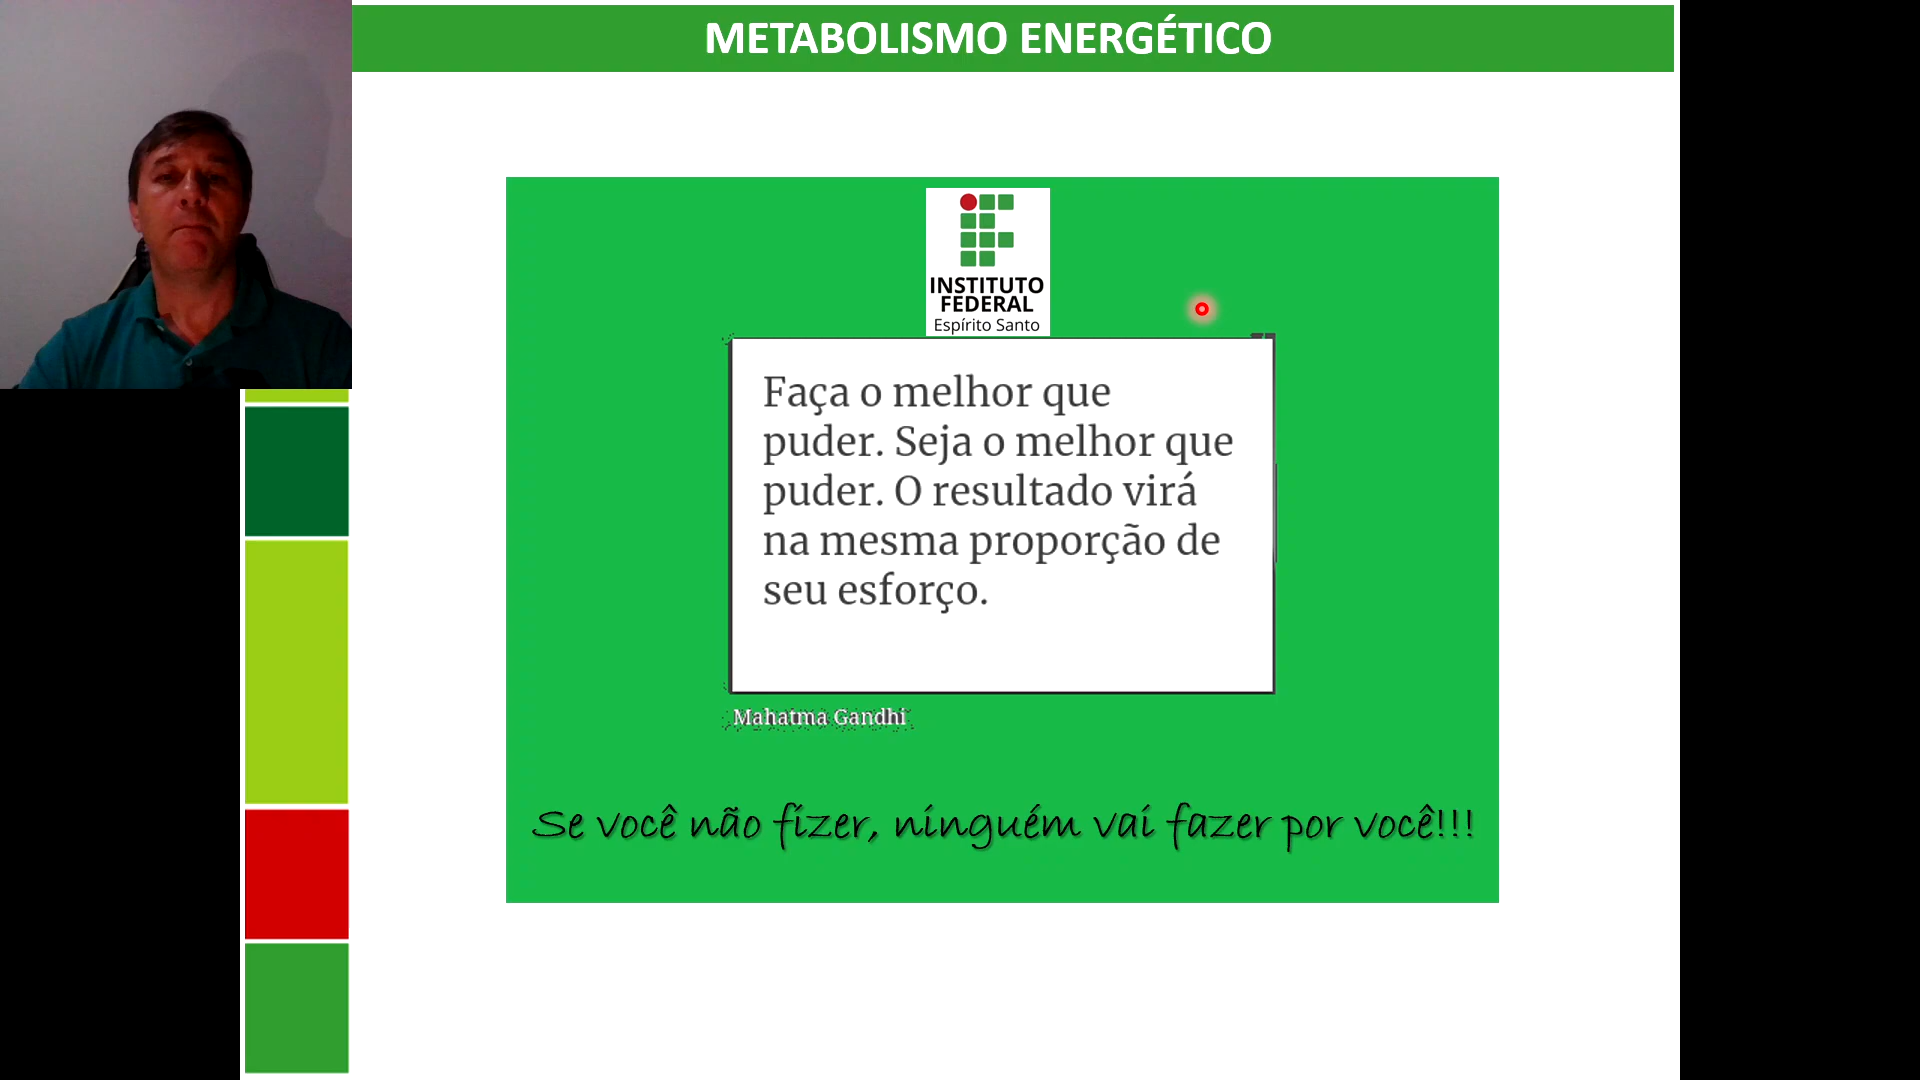 METABOLISMO ENERGÉTICO
INSTITUTO
FEDERAL
Espírito Santo
Faça o melhor que
puder. Seja o melhor que
puder. O resultado virá
na mesma proporção de
seu esforço.
Mahatma Gandhi
Se você não fizer, ninguém vai fazer por você!!!